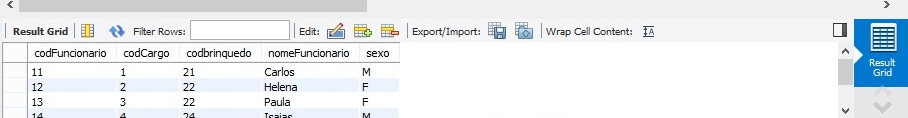 Result Grid Filter Rows: Edit: Export/Import: Wrap Cell Content: IA
codFuncionario codCargo codbrinquedo nomeFuncionario sexo
11 1 21 Carlos M
12 2 22 Helena F
13 3 22 Paula F
14 4 24 Isaias M
Result
Grid